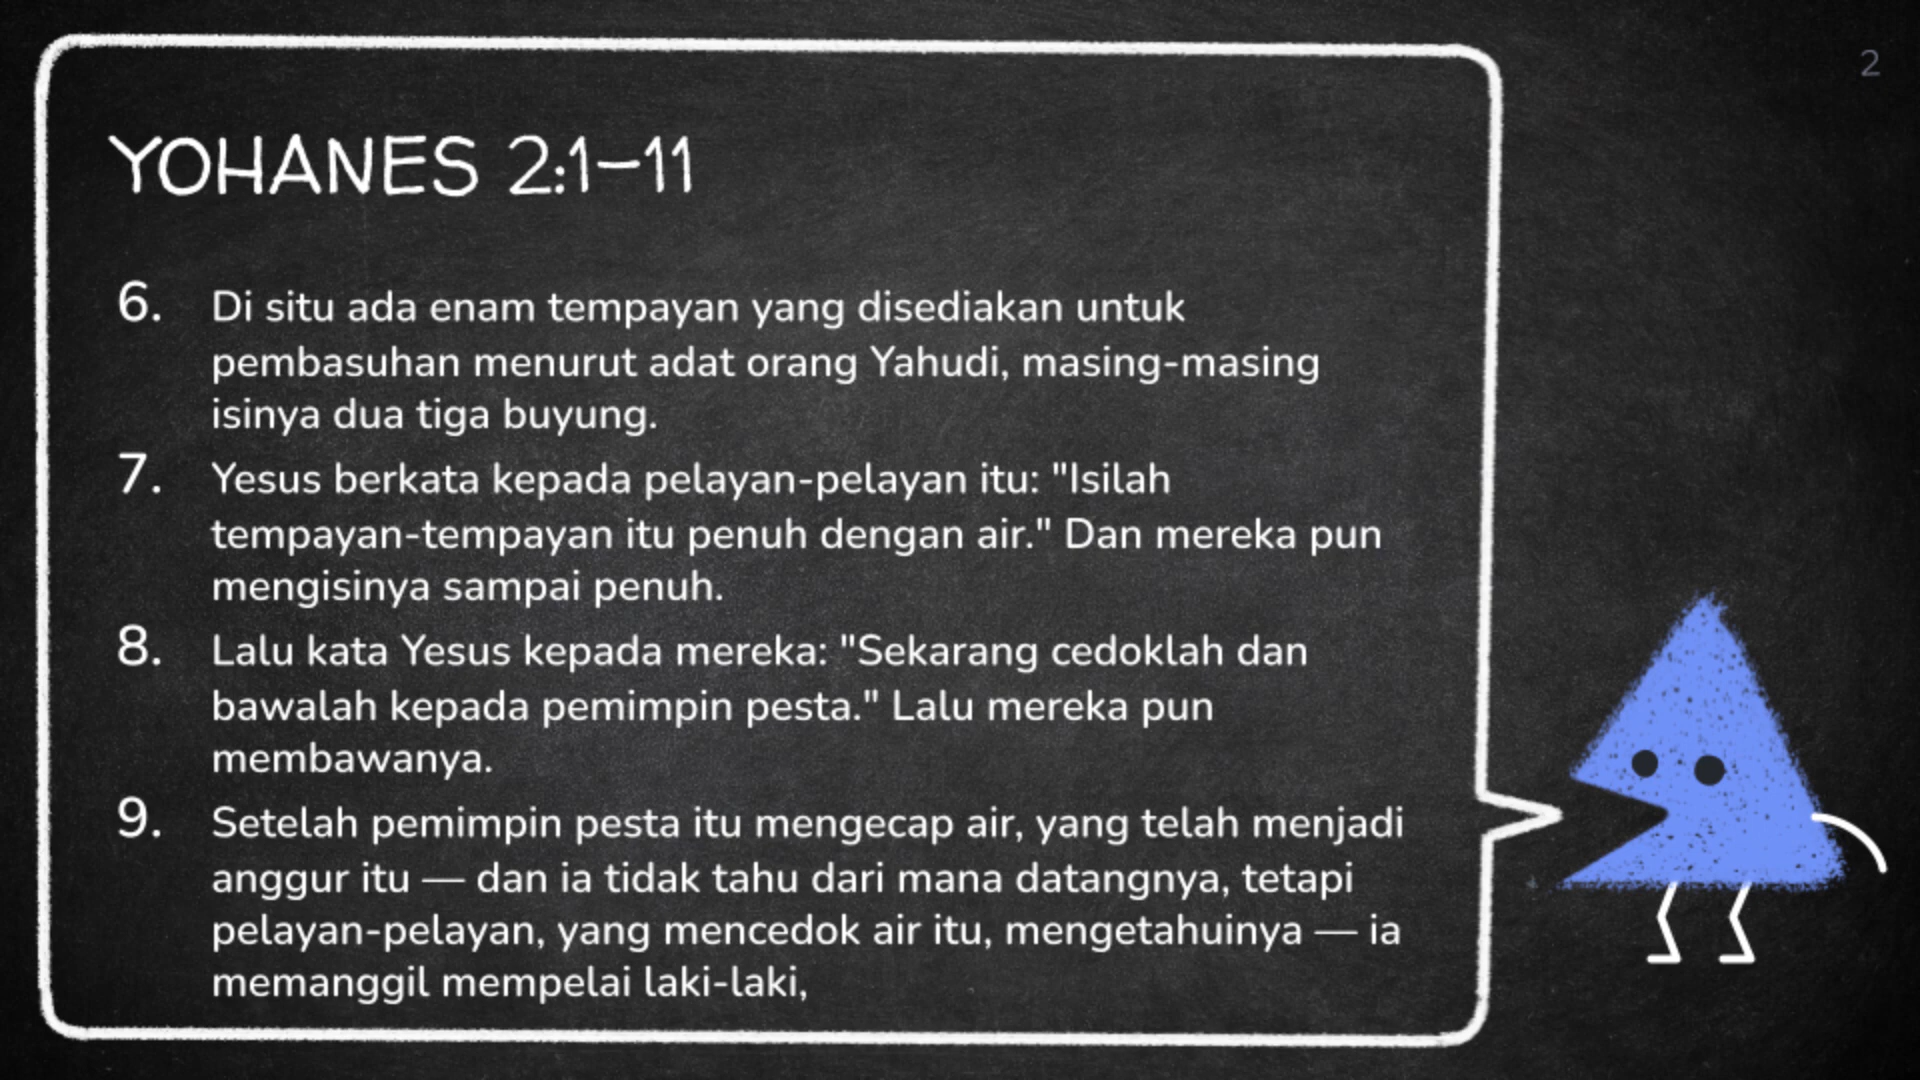 2
YOHANES 2:1–11
6. Di situ ada enam tempayan yang disediakan untuk
pembasuhan menurut adat orang Yahudi, masing-masing
isinya dua tiga buyung.
7. Yesus berkata kepada pelayan-pelayan itu: "Isilah
tempayan-tempayan itu penuh dengan air." Dan mereka pun
mengisinya sampai penuh.
8. Lalu kata Yesus kepada mereka: "Sekarang cedoklah dan
bawalah kepada pemimpin pesta." Lalu mereka pun
membawanya.
9. Setelah pemimpin pesta itu mengecap air, yang telah menjadi
anggur itu — dan ia tidak tahu dari mana datangnya, tetapi
pelayan-pelayan, yang mencedok air itu, mengetahuinya — ia
memanggil mempelai laki-laki,